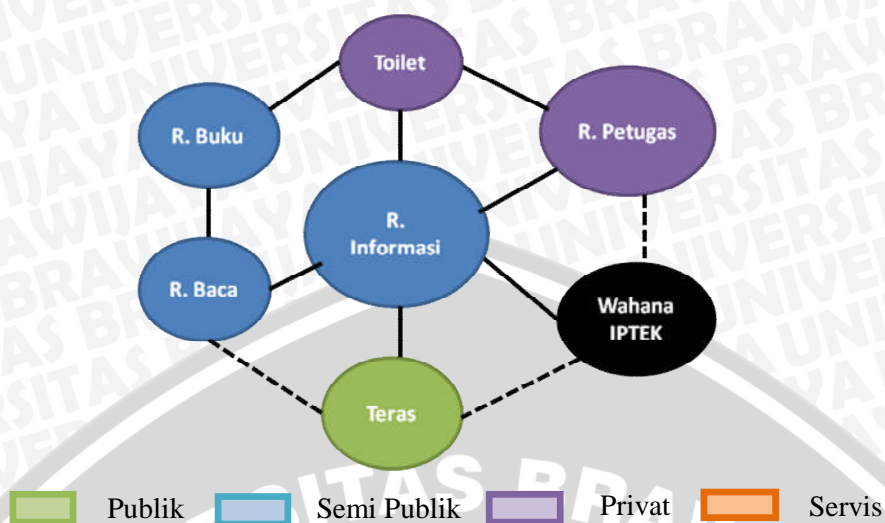 Toilet
R. Buku
R. Petugas
R.
Informasi
R. Baca
Wahana
IPTEK
Teras
Publik
Semi Publik
Privat
Servis